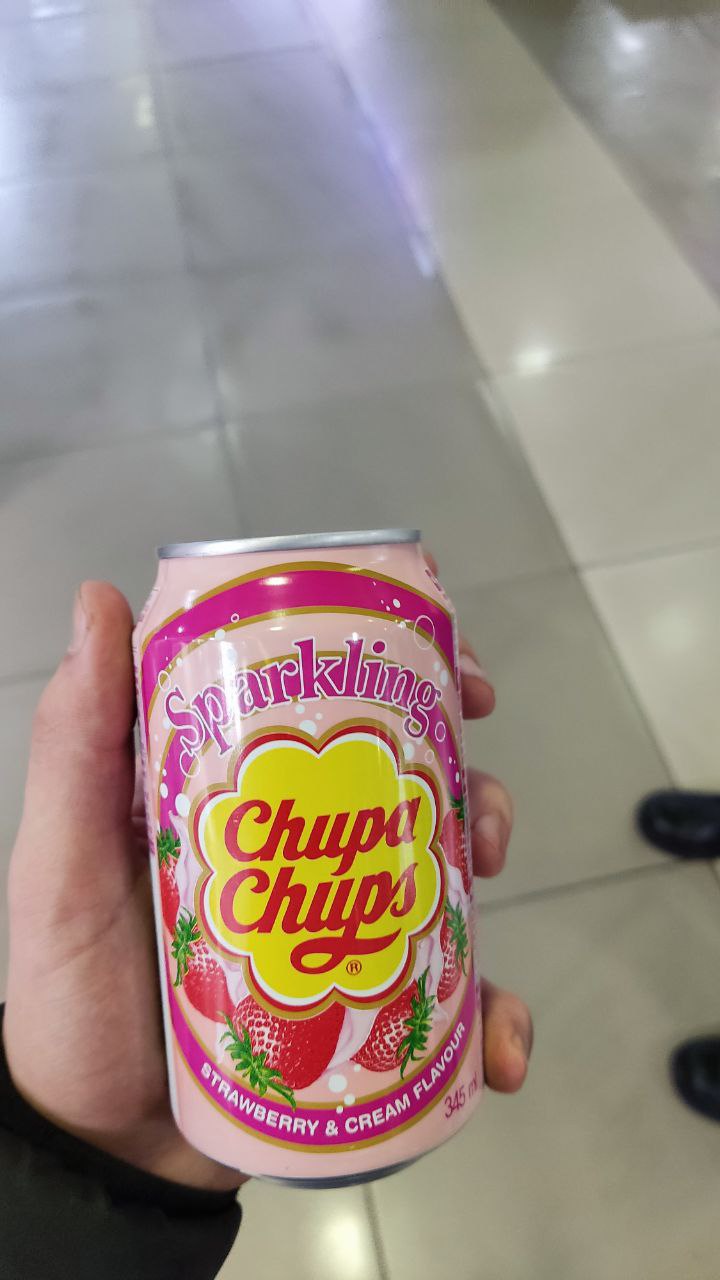 Sparkling
Chupa
Chups
®
STRAWBERRY & CREAM FLAVOUR
345 ml